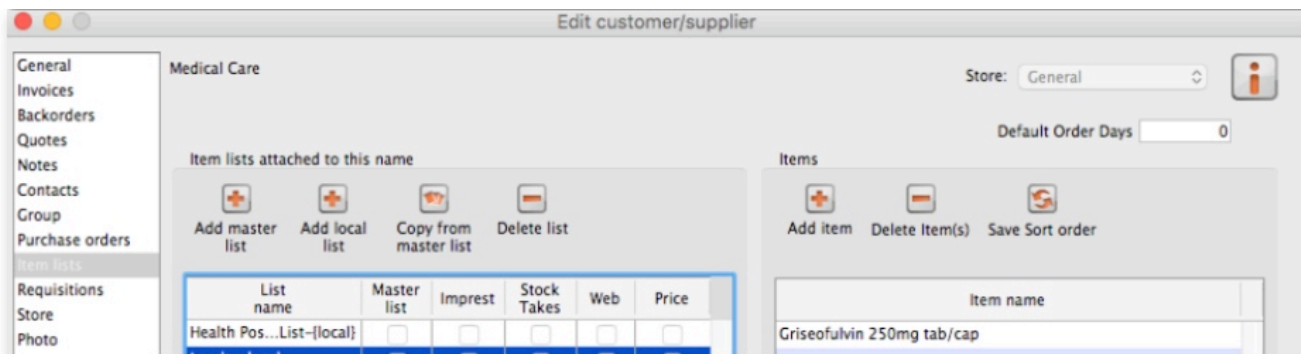 Edit customer/supplier
General
Invoices
Backorders
Quotes
Notes
Contacts
Group
Purchase orders
Item lists
Requisitions
Store
Photo
Medical Care
Store: General
Default Order Days 0
Item lists attached to this name
Add master list
Add local list
Copy from master list
Delete list
List name Master list Imprest Stock Takes Web Price
Health Pos...List-{local}
Items
Add item Delete Item(s) Save Sort order
Item name
Griseofulvin 250mg tab/cap